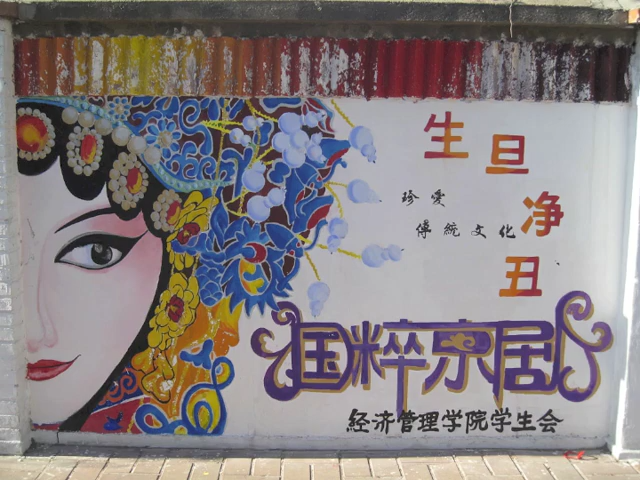 生旦净丑
珍爱
傳統文化
国粹京剧
経济管理学院学生会